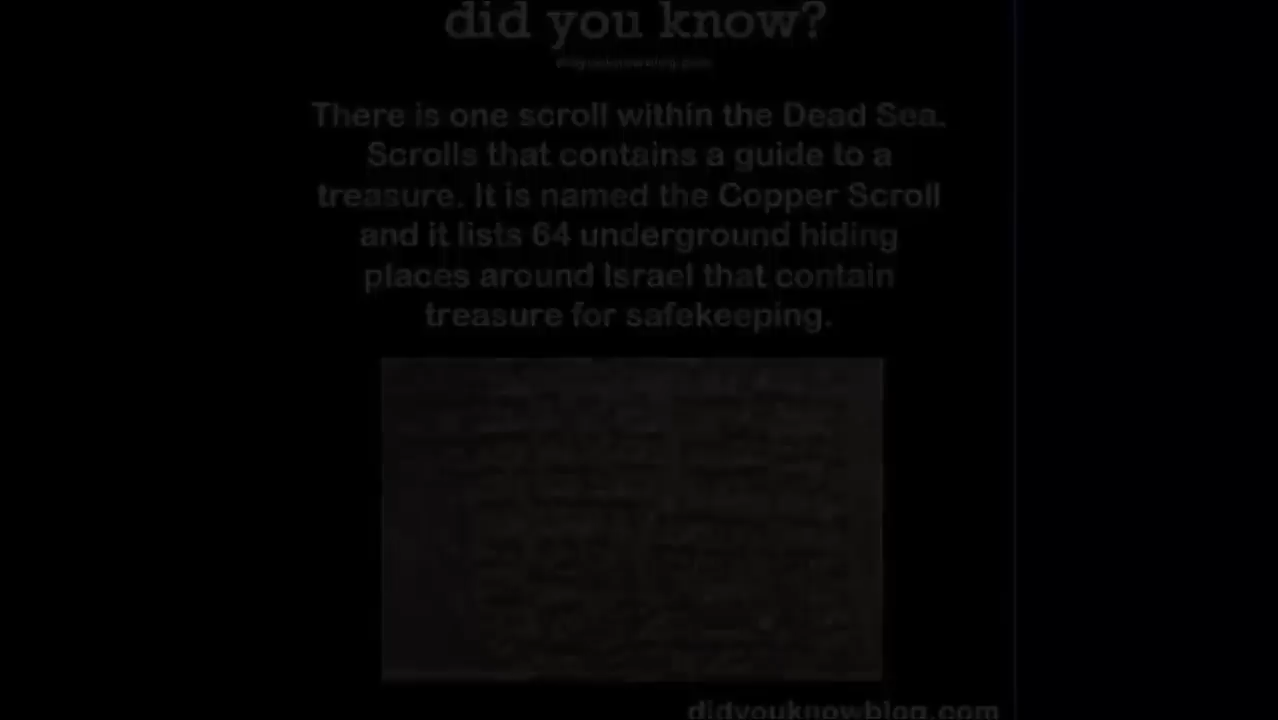 did you know?
didyouknowblog.com
There is one scroll within the Dead Sea.
Scrolls that contains a guide to a
treasure. It is named the Copper Scroll
and it lists 64 underground hiding
places around Israel that contain
treasure for safekeeping.
didyouknowblog.com